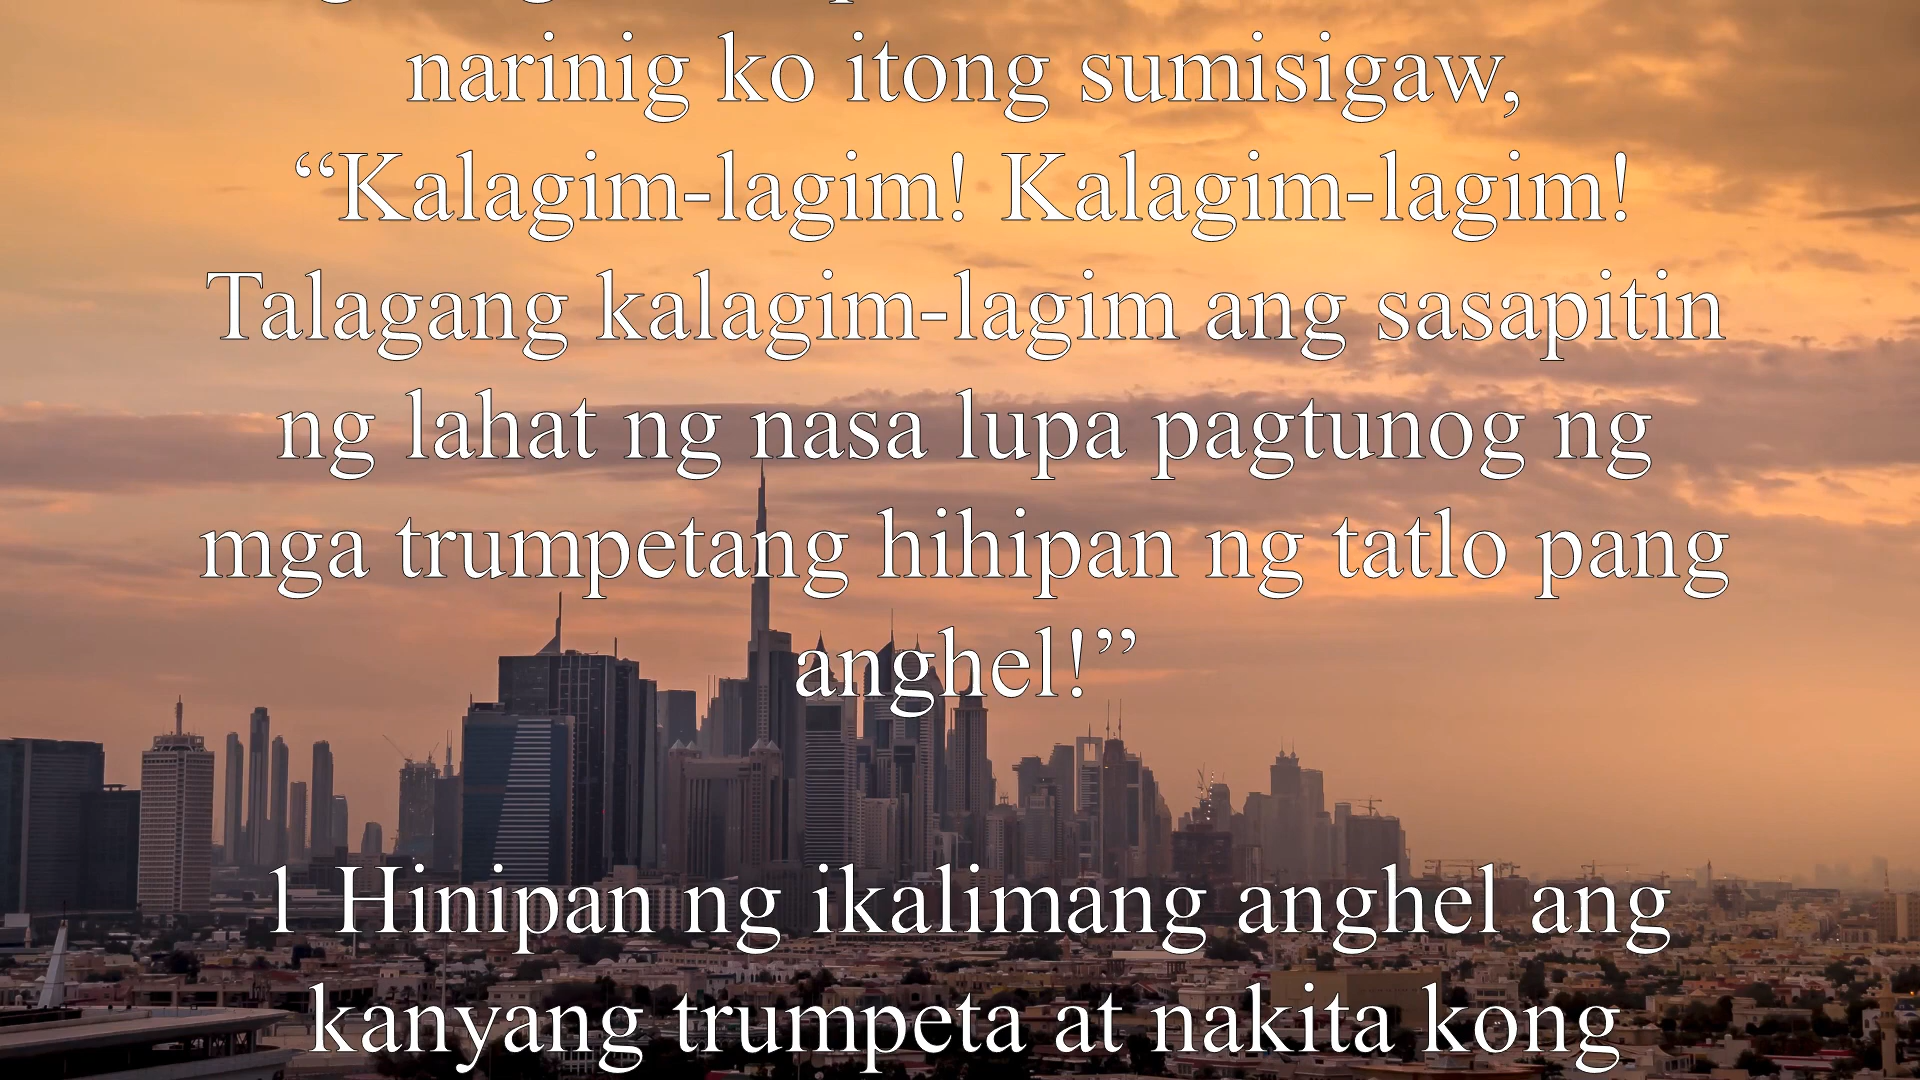 narinig ko itong sumisigaw,
“Kalagim-lagim! Kalagim-lagim!
Talagang kalagim-lagim ang sasapitin
ng lahat ng nasa lupa pagtunog ng
mga trumpetang hihipan ng tatlo pang
anghel!”
1 Hinipan ng ikalimang anghel ang
kanyang trumpeta at nakita kong